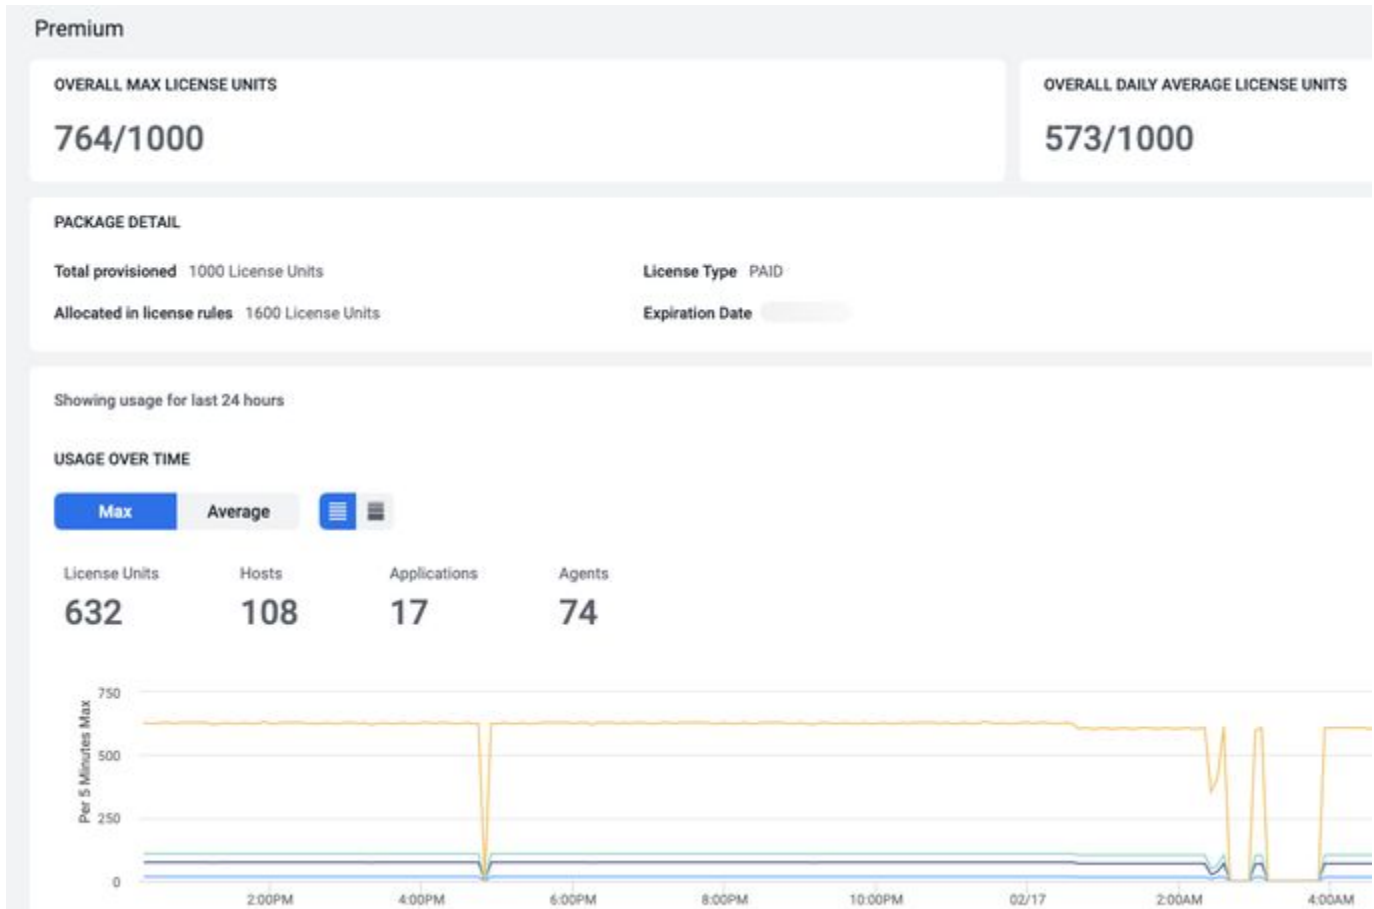 Premium
OVERALL MAX LICENSE UNITS
764/1000
OVERALL DAILY AVERAGE LICENSE UNITS
573/1000
PACKAGE DETAIL
Total provisioned 1000 License Units
License Type PAID
Allocated in license rules 1600 License Units
Expiration Date
Showing usage for last 24 hours
USAGE OVER TIME
Max Average
License Units Hosts Applications Agents
632 108 17 74
Per 5 Minutes Max
750
500
250
0
2:00PM 4:00PM 6:00PM 8:00PM 10:00PM 02/17 2:00AM 4:00AM